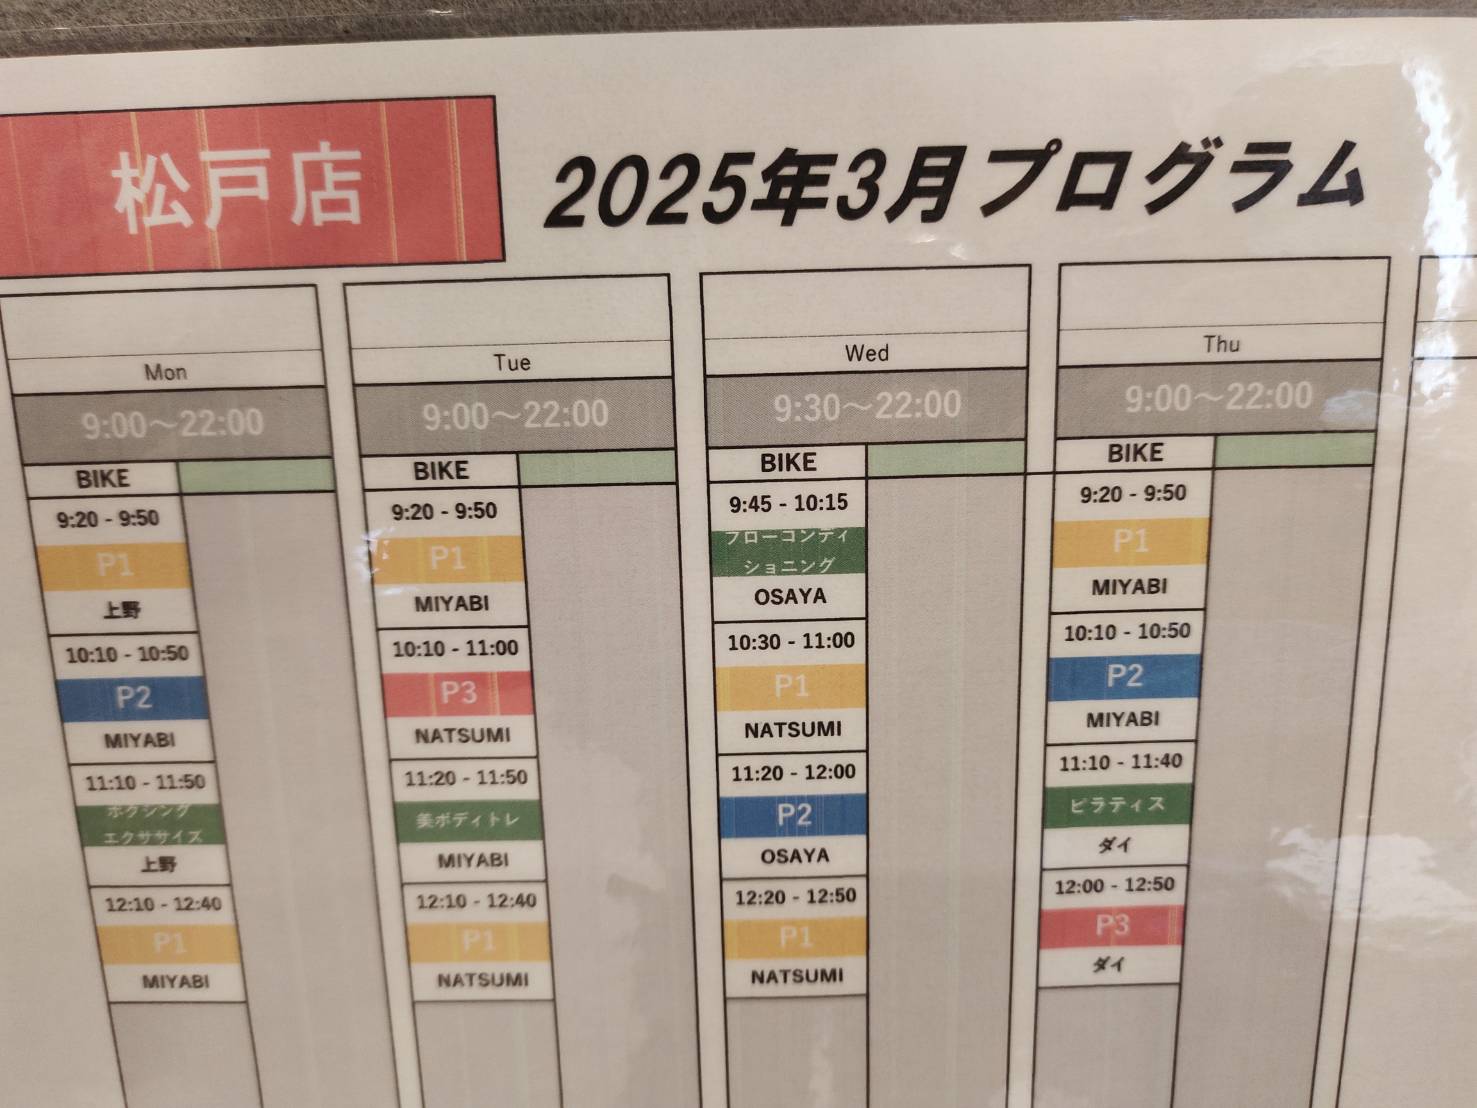 松戸店
2025年3月プログラム
Mon
9:00〜22:00
BIKE
9:20 - 9:50
P1
上野
10:10 - 10:50
P2
MIYABI
11:10 - 11:50
ボクシング
エクササイズ
上野
12:10 - 12:40
P1
MIYABI
Tue
9:00〜22:00
BIKE
9:20 - 9:50
P1
MIYABI
10:10 - 11:00
P3
NATSUMI
11:20 - 11:50
美ボディトレ
MIYABI
12:10 - 12:40
P1
NATSUMI
Wed
9:30〜22:00
BIKE
9:45 - 10:15
フローコンディ
ショニング
OSAYA
10:30 - 11:00
P1
NATSUMI
11:20 - 12:00
P2
OSAYA
12:20 - 12:50
P1
NATSUMI
Thu
9:00〜22:00
BIKE
9:20 - 9:50
P1
MIYABI
10:10 - 10:50
P2
MIYABI
11:10 - 11:40
ピラティス
ダイ
12:00 - 12:50
P3
ダイ